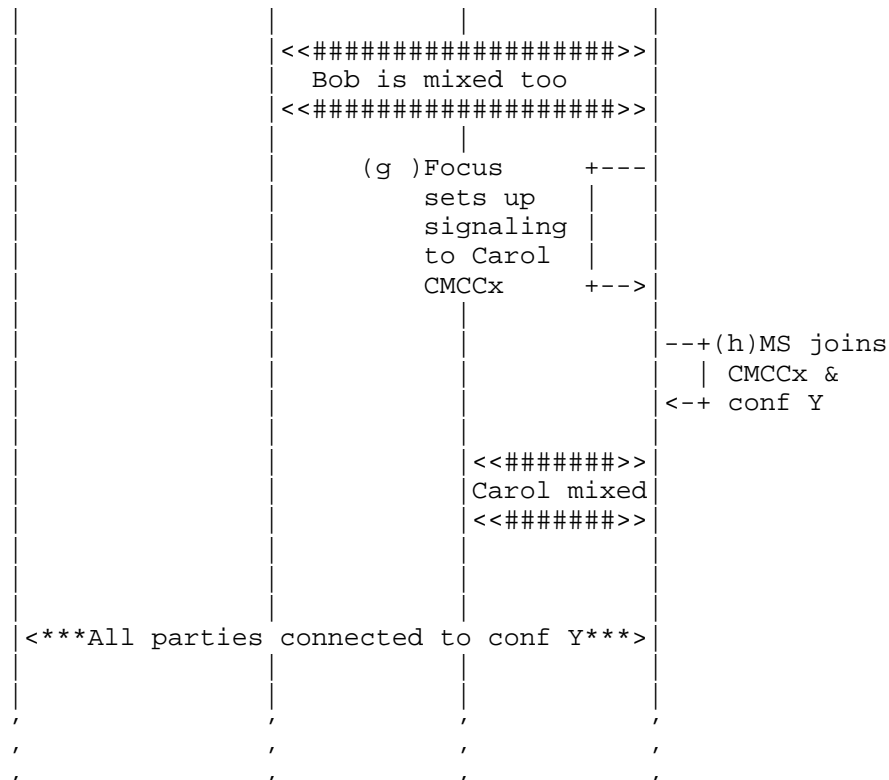 |                |            |            |
|                |<<###################>>|
|                |  Bob is mixed too     |
|                |<<###################>>|
|                |            |            |
|                |     (g )Focus     +---|
|                |         sets up   |   |
|                |         signaling |   |
|                |         to Carol  |   |
|                |         CMCCx     +-->|
|                |            |            |
|                |            |            |--+(h)MS joins
|                |            |            |  | CMCCx &
|                |            |            |<-+ conf Y
|                |            |            |
|                |            |<<#######>>|
|                |            |Carol mixed|
|                |            |<<#######>>|
|                |            |            |
|                |            |            |
|                |            |            |
|<***All parties connected to conf Y***>|
|                |            |            |
|                |            |            |
,                ,            ,            ,
,                ,            ,            ,
,                ,            ,            ,